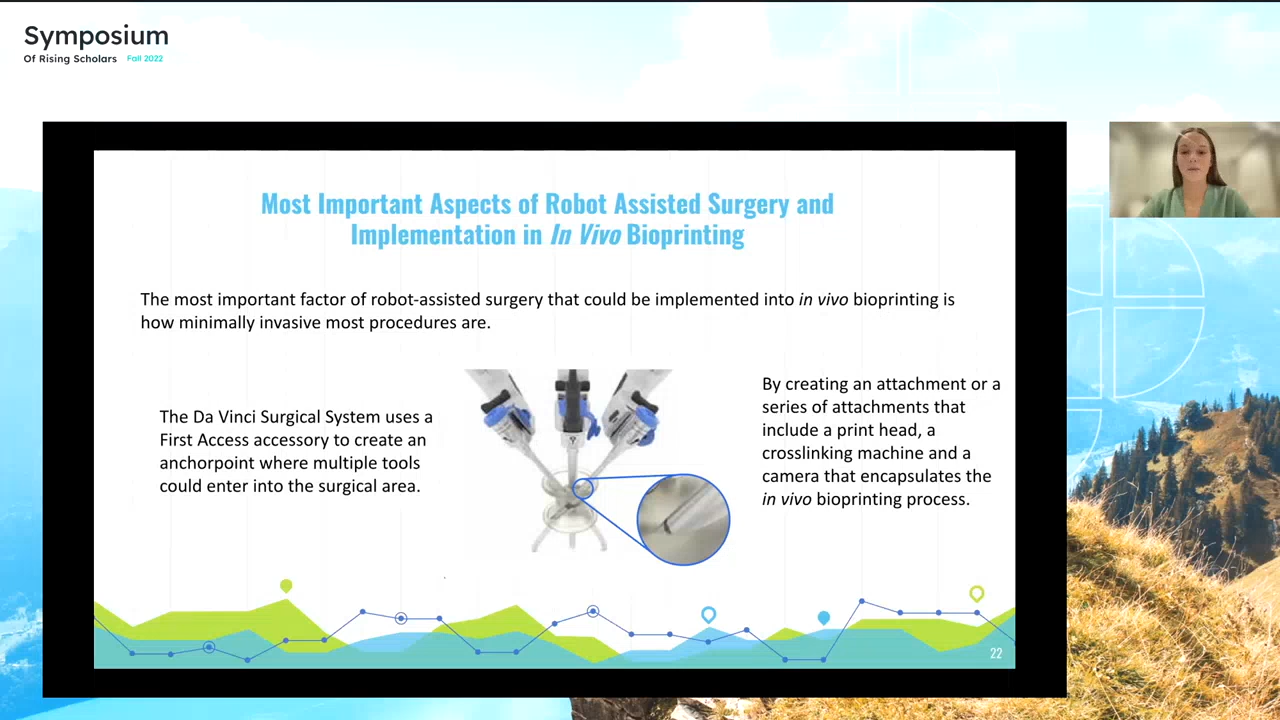 Symposium
Of Rising Scholars Fall 2022
Most Important Aspects of Robot Assisted Surgery and
Implementation in In Vivo Bioprinting
The most important factor of robot-assisted surgery that could be implemented into in vivo bioprinting is
how minimally invasive most procedures are.
The Da Vinci Surgical System uses a
First Access accessory to create an
anchorpoint where multiple tools
could enter into the surgical area.
By creating an attachment or a
series of attachments that
include a print head, a
crosslinking machine and a
camera that encapsulates the
in vivo bioprinting process.
22